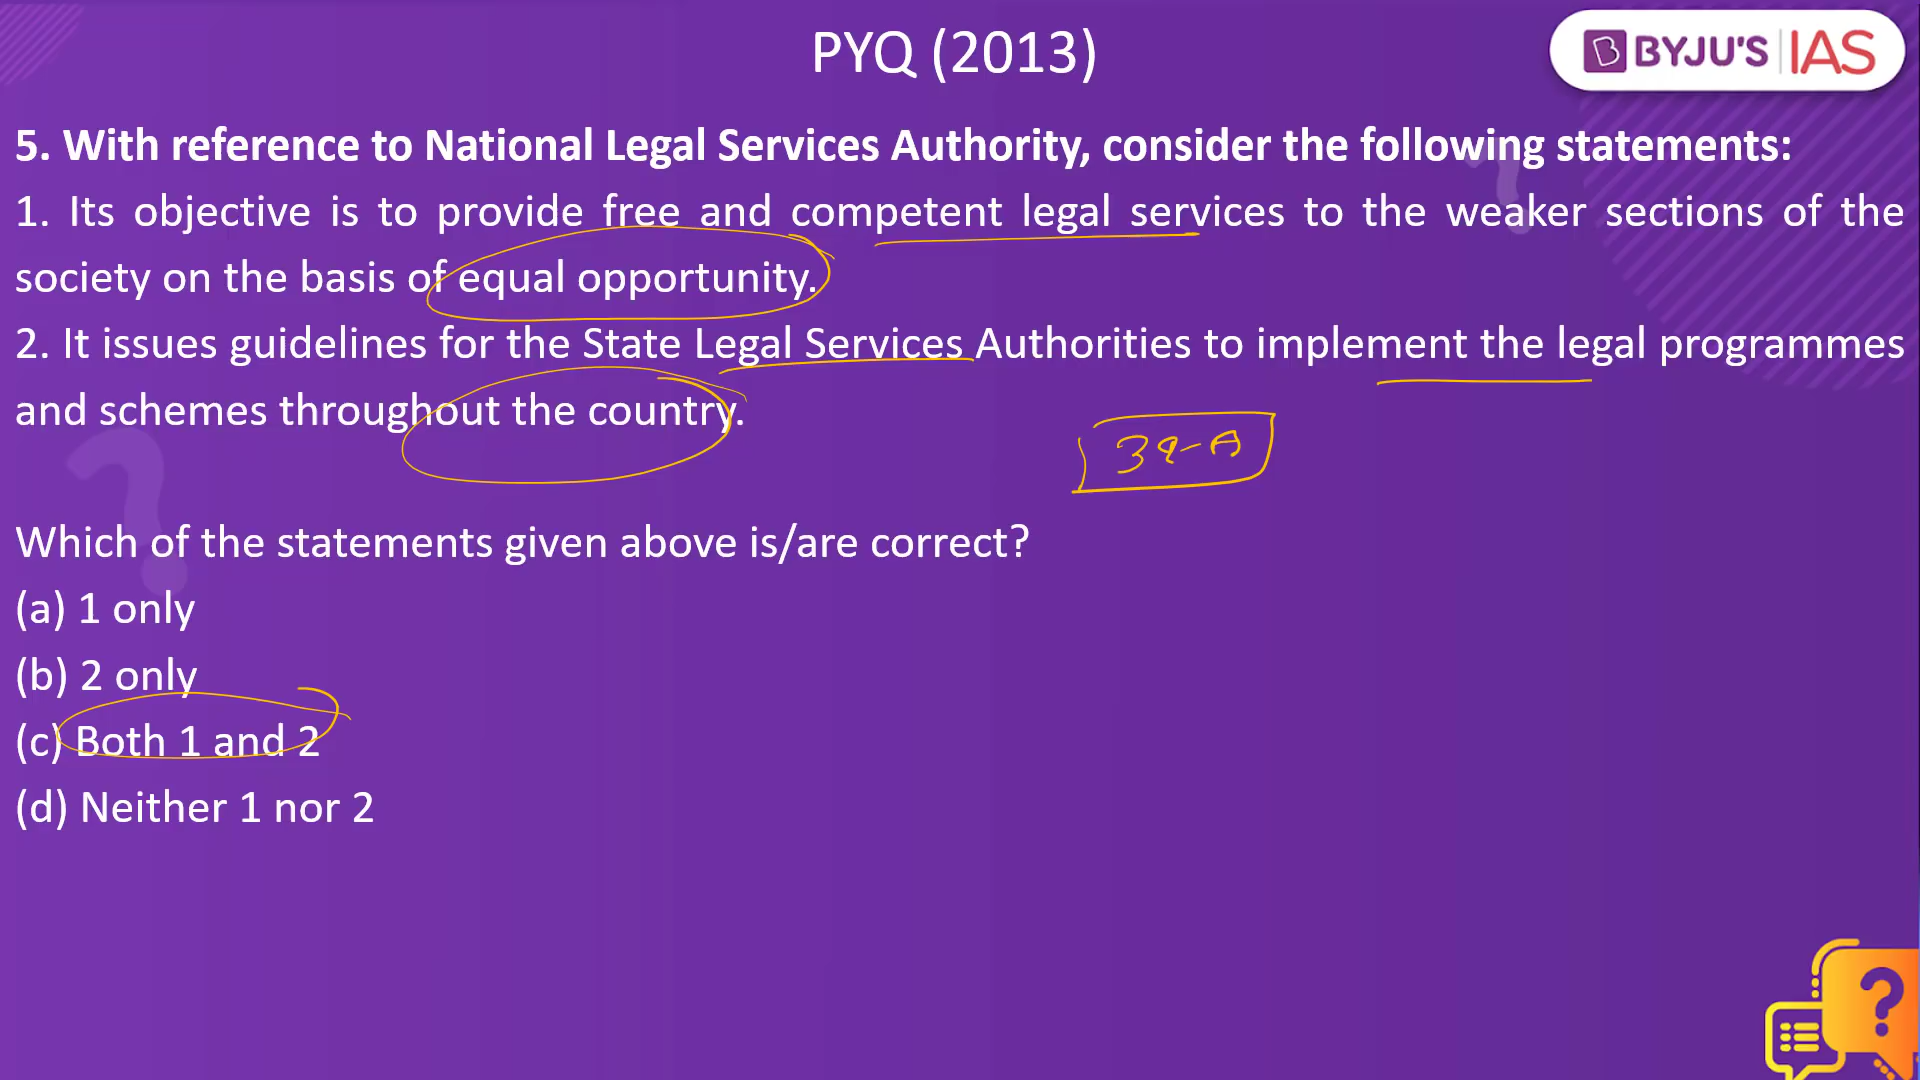 PYQ (2013)
BYJU'S IAS
5. With reference to National Legal Services Authority, consider the following statements:
1. Its objective is to provide free and competent legal services to the weaker sections of the
society on the basis of equal opportunity.
2. It issues guidelines for the State Legal Services Authorities to implement the legal programmes
and schemes throughout the country.
39-A
Which of the statements given above is/are correct?
(a) 1 only
(b) 2 only
(c) Both 1 and 2
(d) Neither 1 nor 2